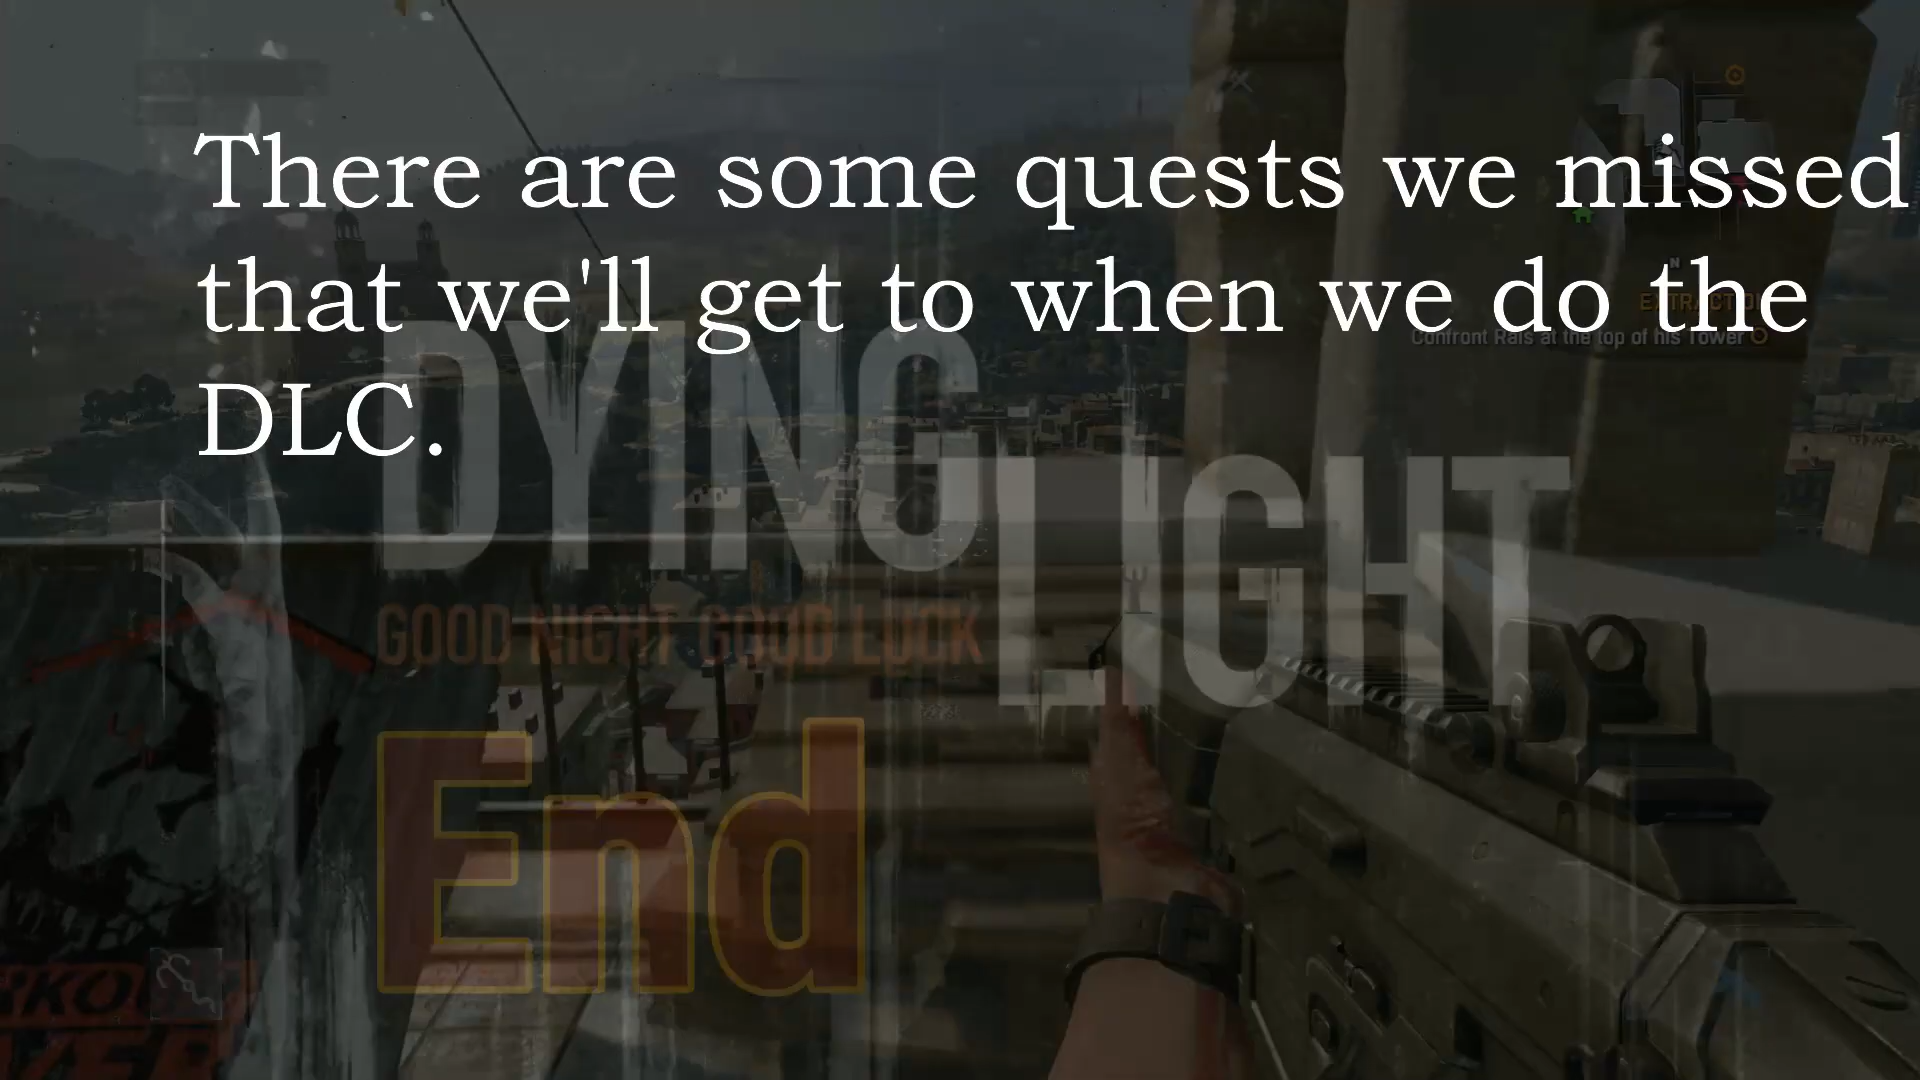 There are some quests we missed
that we'll get to when we do the
DLC.
EXTRACTION
Confront Rais at the top of his Tower
DYING
LIGHT
GOOD NIGHT GOOD LUCK
End